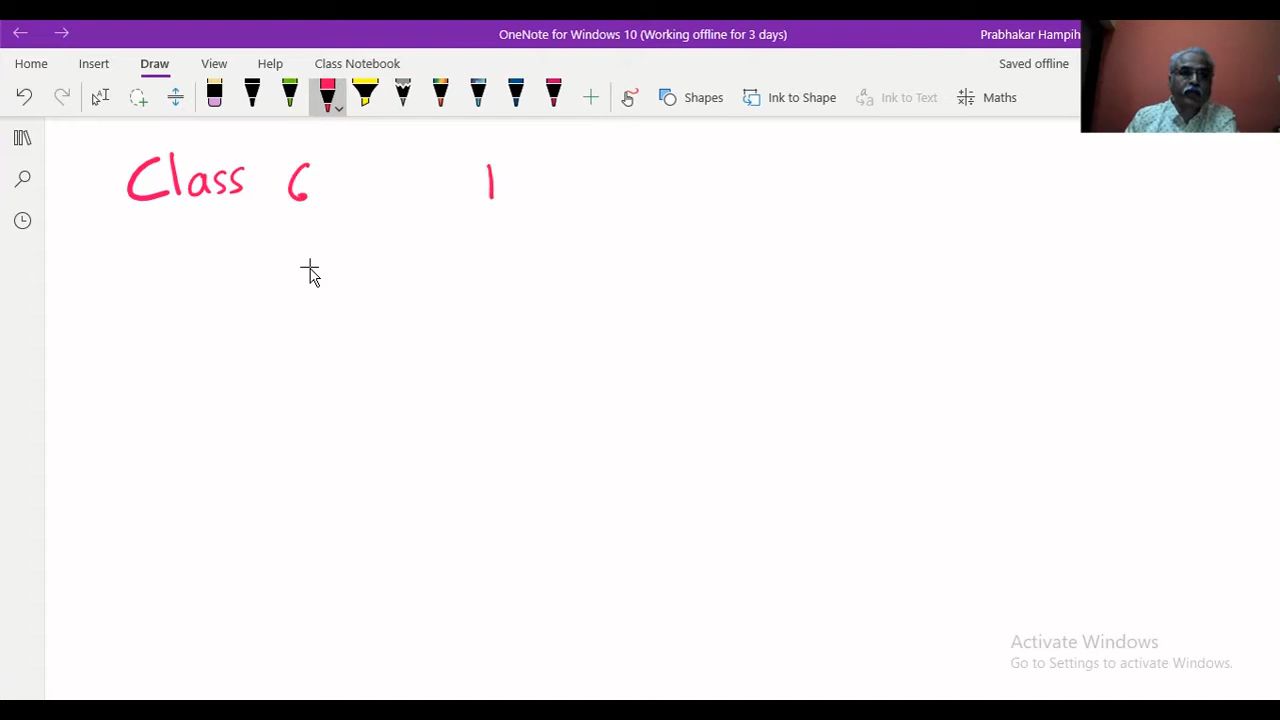 OneNote for Windows 10 (Working offline for 3 days) Prabhakar Hampih
Home Insert Draw View Help Class Notebook Saved offline
Shapes Ink to Shape Ink to Text Maths
Class 6 1
Activate Windows
Go to Settings to activate Windows.